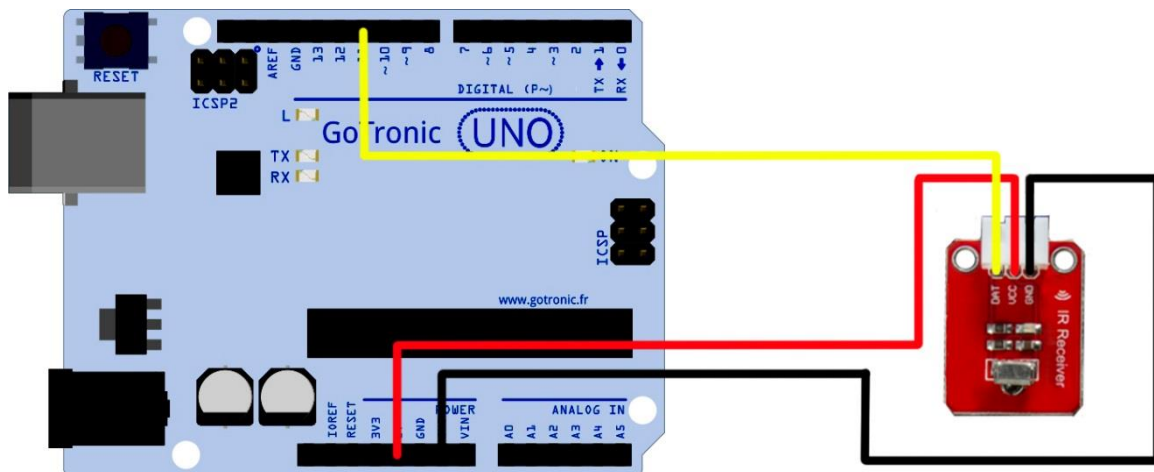 RESET
ICSP2
AREF
GND
13
12
~10
~9
8
7
~6
~5
4
~3
2
TX 1
RX 0
DIGITAL (P~)
L
GoTronic UNO
TX
RX
ICSP
www.gotronic.fr
DAT
VCC
GND
IR Receiver
POWER
ANALOG IN
IOREF
RESET
3V3
GND
VIN
A0
A1
A2
A3
A4
A5